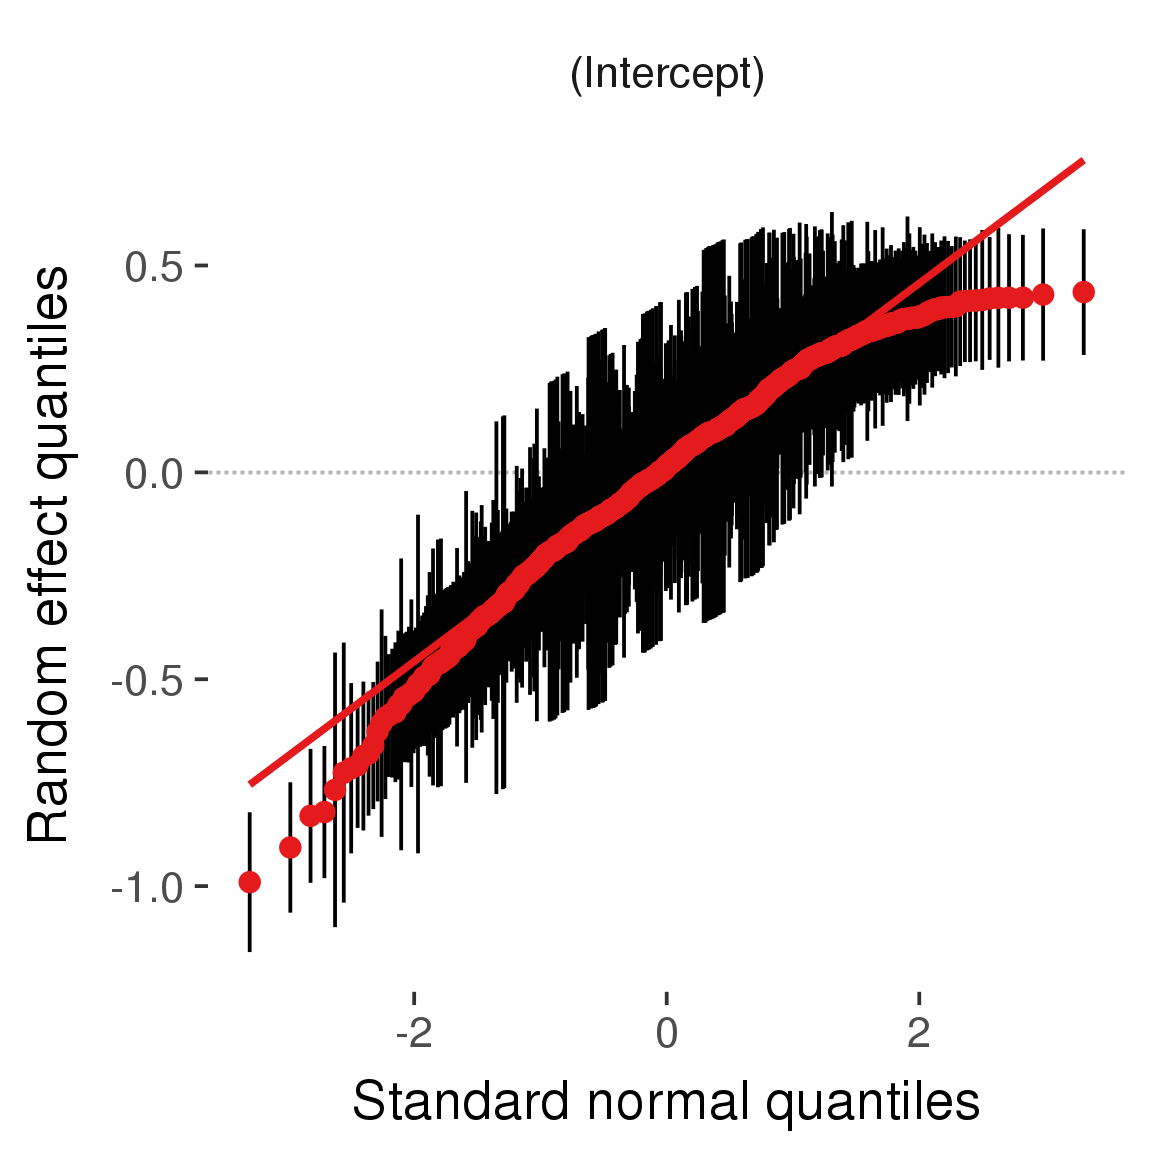 (Intercept)
Random effect quantiles
0.5
0.0
-0.5
-1.0
-2
0
2
Standard normal quantiles